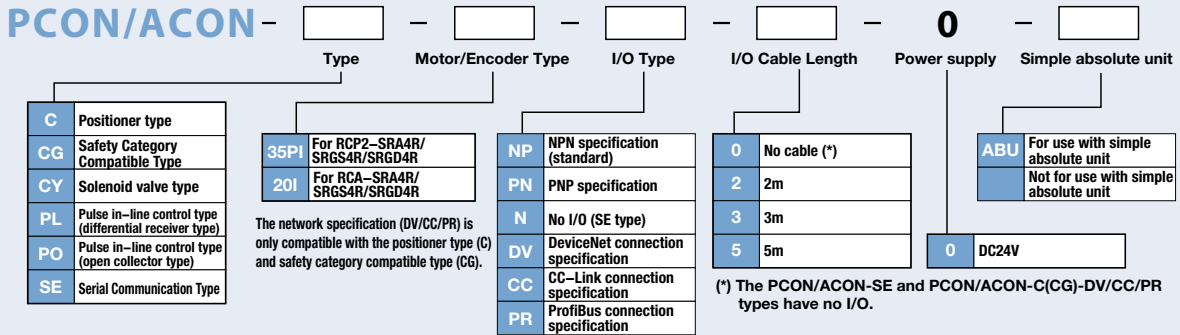 PCON/ACON- – – – – 0 –
Type
Motor/Encoder Type
I/O Type
I/O Cable Length
Power supply
Simple absolute unit
C Positioner type
CG Safety Category
Compatible Type
CY Solenoid valve type
PL Pulse in–line control type
(differential receiver type)
PO Pulse in–line control type
(open collector type)
SE Serial Communication Type
35PI For RCP2–SRA4R/
SRGS4R/SRGD4R
20I For RCA–SRA4R/
SRGS4R/SRGD4R
The network specification (DV/CC/PR) is
only compatible with the positioner type (C)
and safety category compatible type (CG).
NP NPN specification
(standard)
PN PNP specification
N No I/O (SE type)
DV DeviceNet connection
specification
CC CC–Link connection
specification
PR ProfiBus connection
specification
0 No cable (*)
2 2m
3 3m
5 5m
(*) The PCON/ACON-SE and PCON/ACON-C(CG)-DV/CC/PR
types have no I/O.
0 DC24V
ABU For use with simple
absolute unit
Not for use with simple
absolute unit